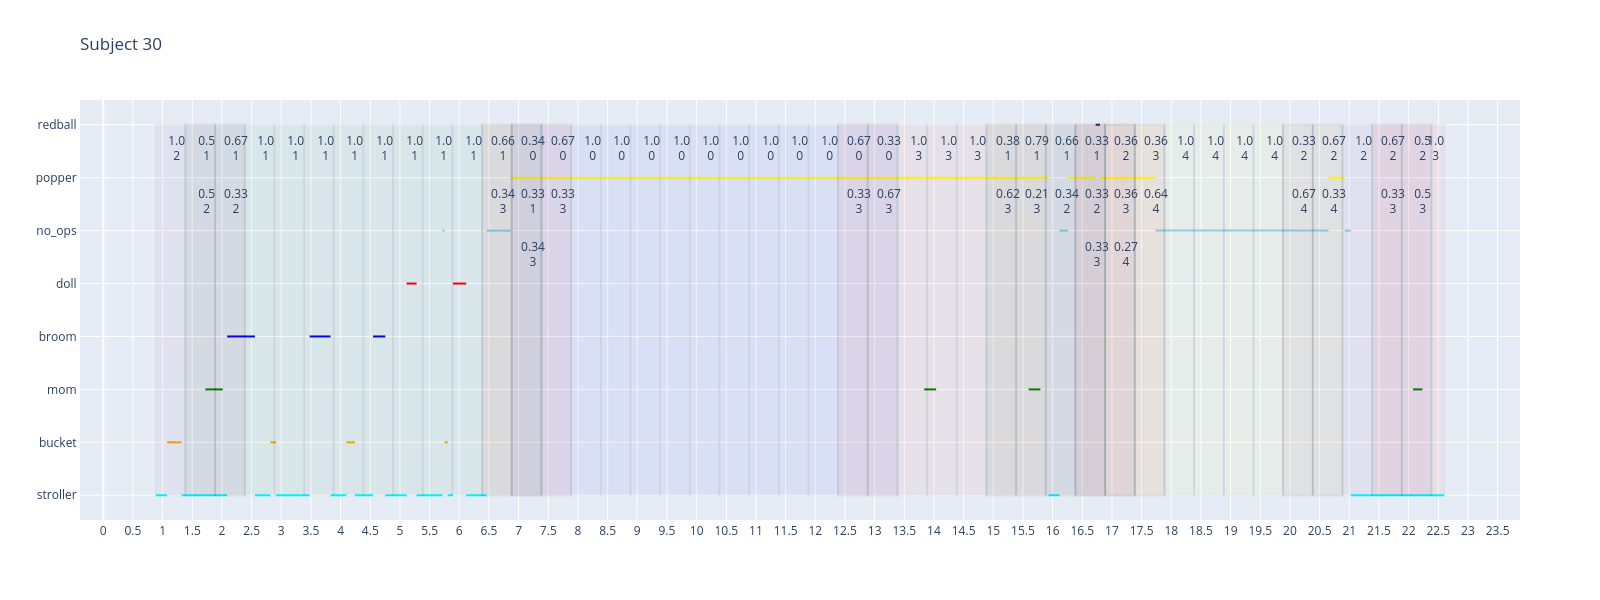 Subject 30
redball
1.0 0.5 0.67 1.0 1.0 1.0 1.0 1.0 1.0 1.0 1.0 0.66 0.34 0.67 1.0 1.0 1.0 1.0 1.0 1.0 1.0 1.0 1.0 0.67 0.33 1.0 1.0 1.0 0.38 0.79 0.66 0.33 0.36 0.36 1.0 1.0 1.0 1.0 0.33 0.67 1.0 0.67 0.5 1.0
2 1 1 1 1 1 1 1 1 1 1 1 0 0 0 0 0 0 0 0 0 0 0 0 0 3 3 3 1 1 1 1 2 3 4 4 4 4 2 2 2 2 2 3
popper
0.5 0.33 0.34 0.33 0.33 0.33 0.67 0.62 0.21 0.34 0.33 0.36 0.64 0.67 0.33 0.33 0.5
2 2 3 1 3 3 3 3 3 2 2 3 4 4 4 3 3
no_ops
0.34 0.33 0.27
3 3 4
doll
broom
mom
bucket
stroller
0 0.5 1 1.5 2 2.5 3 3.5 4 4.5 5 5.5 6 6.5 7 7.5 8 8.5 9 9.5 10 10.5 11 11.5 12 12.5 13 13.5 14 14.5 15 15.5 16 16.5 17 17.5 18 18.5 19 19.5 20 20.5 21 21.5 22 22.5 23 23.5